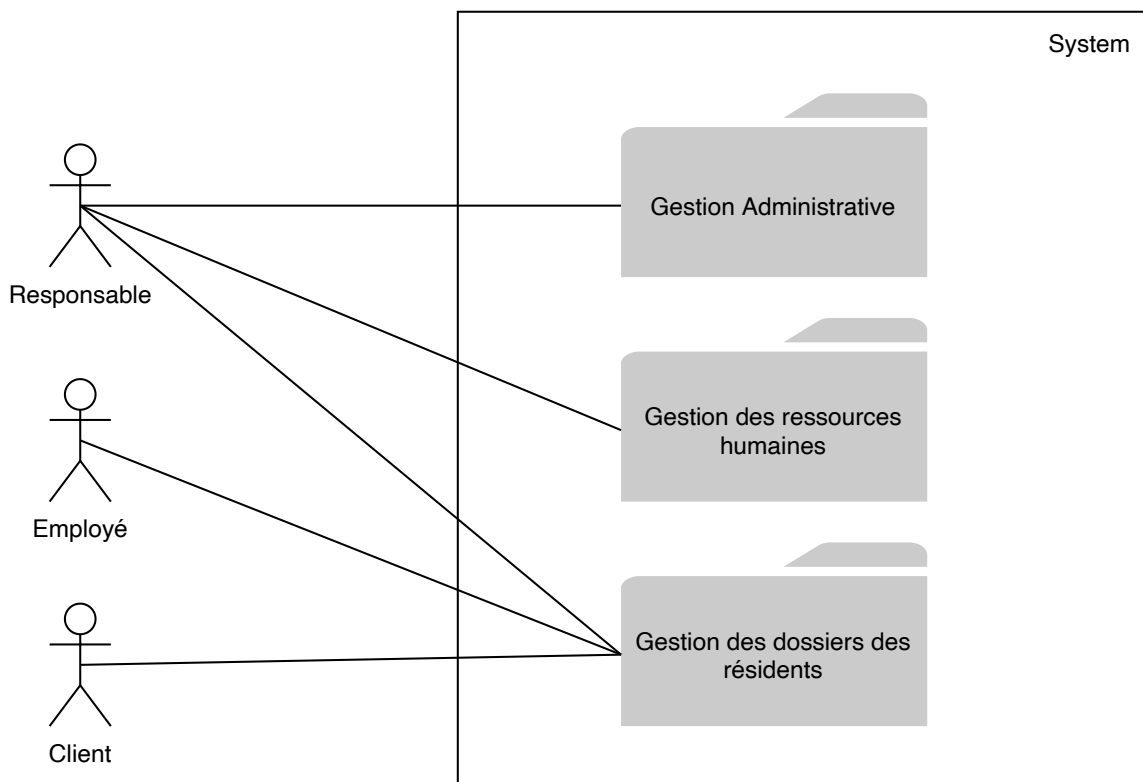 System
Gestion Administrative
Responsable
Gestion des ressources
humaines
Employé
Gestion des dossiers des
résidents
Client